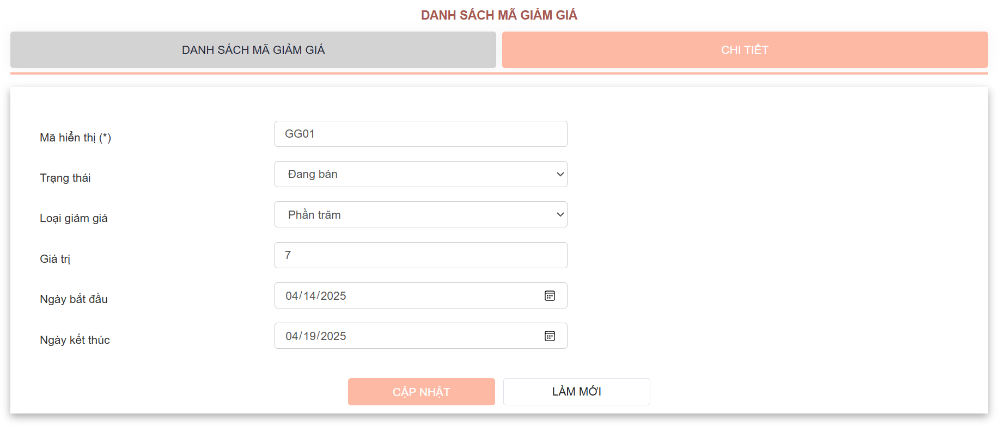 DANH SÁCH MÃ GIẢM GIÁ
DANH SÁCH MÃ GIẢM GIÁ
CHI TIẾT
Mã hiển thị (*)
GG01
Trạng thái
Đang bán
Loại giảm giá
Phần trăm
Giá trị
7
Ngày bắt đầu
04/14/2025
Ngày kết thúc
04/19/2025
CẬP NHẬT
LÀM MỚI